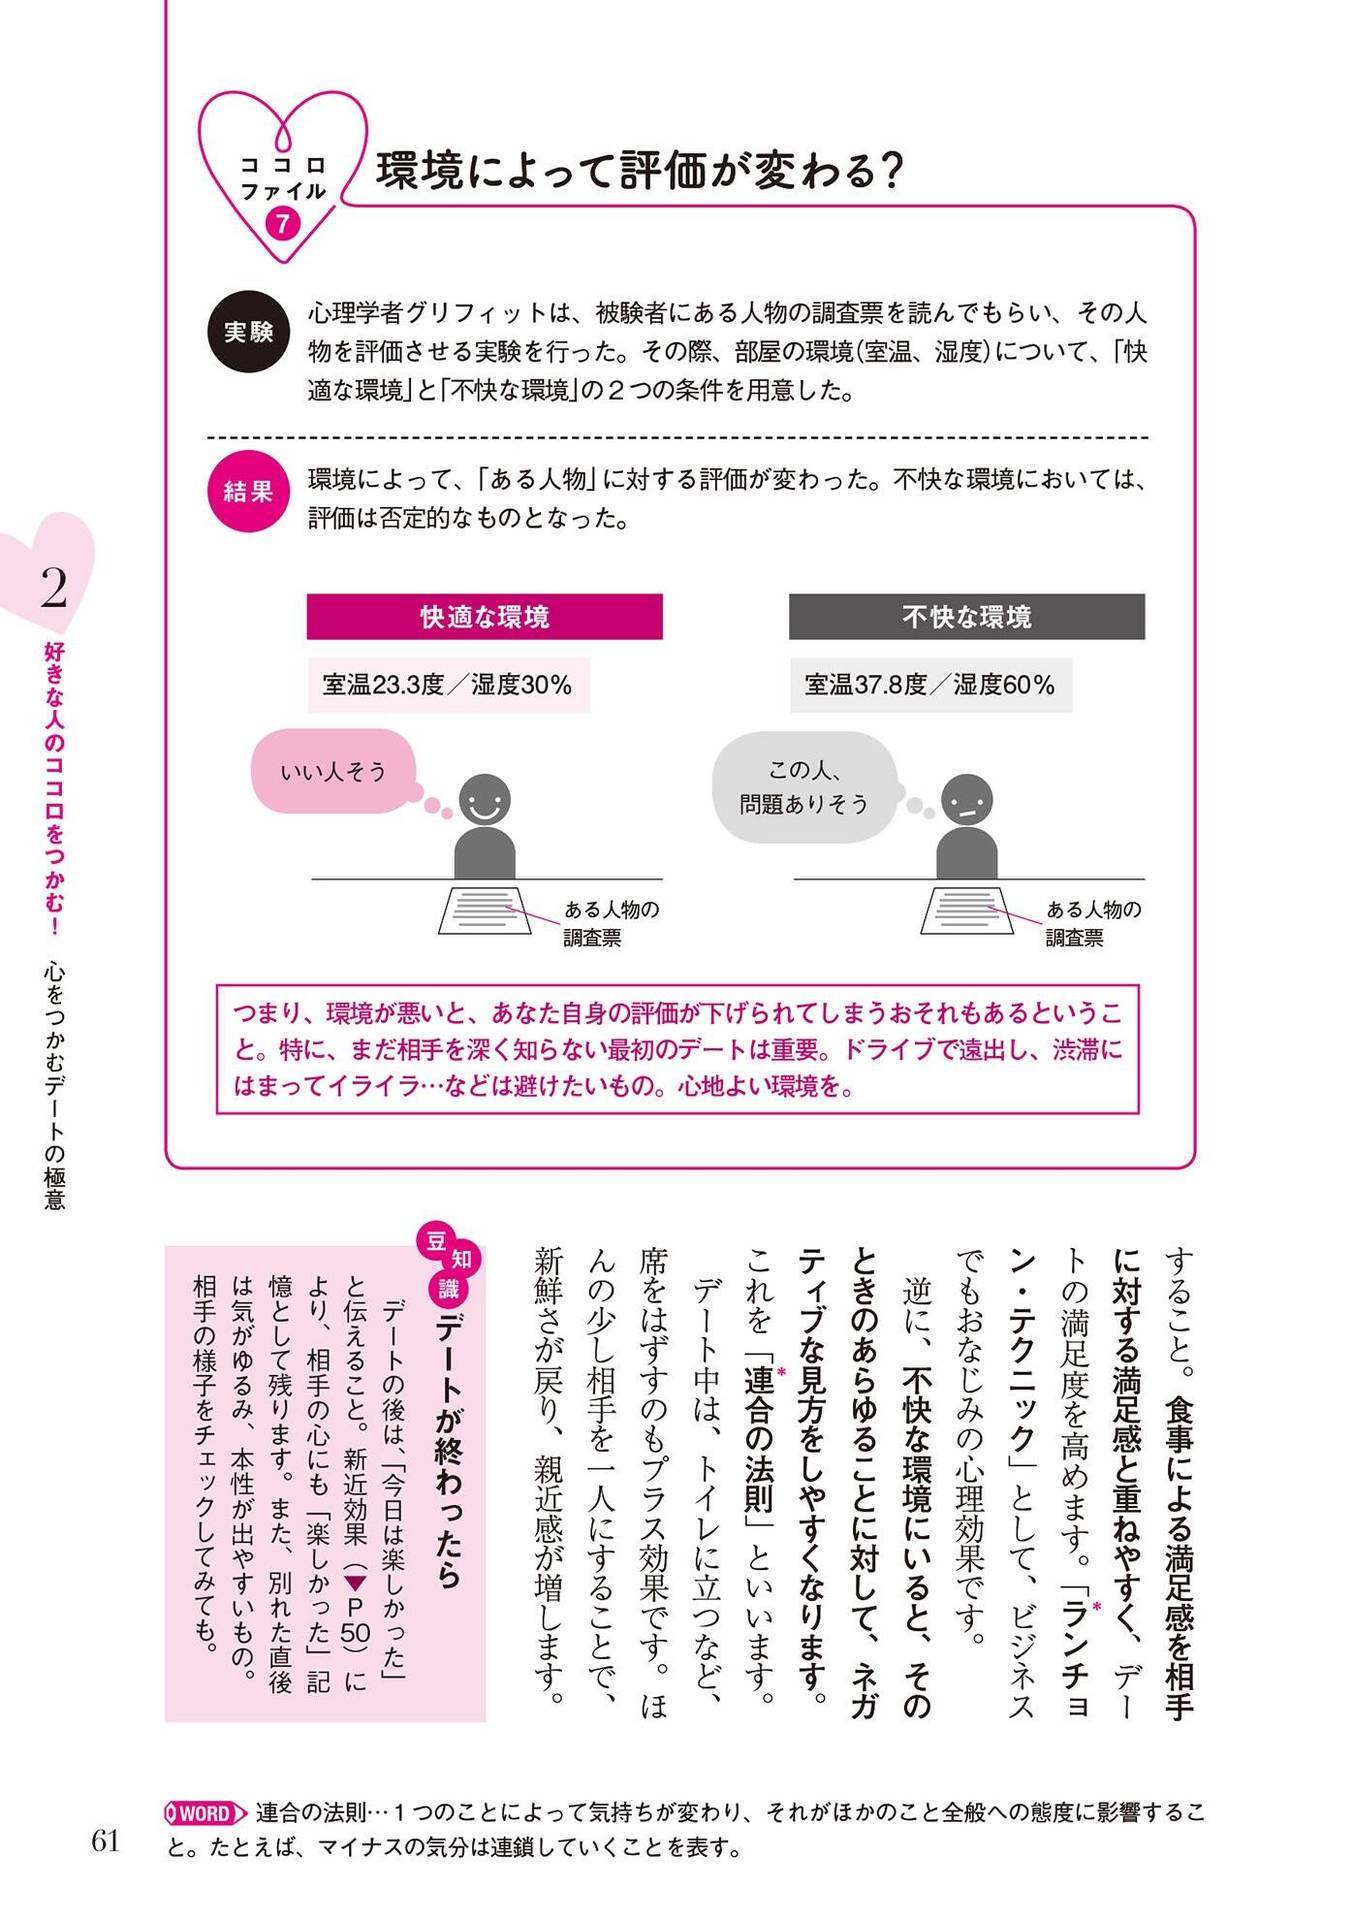 ココロ
ファイル
7
環境によって評価が変わる?
実験
心理学者グリフィットは、被験者にある人物の調査票を読んでもらい、その人
物を評価させる実験を行った。その際、部屋の環境(室温、湿度)について、「快
適な環境」と「不快な環境」の2つの条件を用意した。
結果
環境によって、「ある人物」に対する評価が変わった。不快な環境においては、
評価は否定的なものとなった。
快適な環境
室温23.3度/湿度30%
いい人そう
ある人物の
調査票
不快な環境
室温37.8度/湿度60%
この人、
問題ありそう
ある人物の
調査票
つまり、環境が悪いと、あなた自身の評価が下げられてしまうおそれもあるというこ
と。特に、まだ相手を深く知らない最初のデートは重要。ドライブで遠出し、渋滞に
はまってイライラ…などは避けたいもの。心地よい環境を。
2
好きな人のココロをつかむ! 心をつかむデートの極意
すること。食事による満足感を相手
に対する満足感と重ねやすく、デー
トの満足度を高めます。「ランチョ*
ン・テクニック」として、ビジネス
でもおなじみの心理効果です。
逆に、不快な環境にいると、その
ときのあらゆることに対して、ネガ
ティブな見方をしやすくなります。
これを「連合の法則*」といいます。
デート中は、トイレに立つなど、
席をはずすのもプラス効果です。ほ
んの少し相手を一人にすることで、
新鮮さが戻り、親近感が増します。
豆知識
デートが終わったら
デートの後は、「今日は楽しかった」
と伝えること。新近効果(▼P50)に
より、相手の心にも「楽しかった」記
憶として残ります。また、別れた直後
は気がゆるみ、本性が出やすいもの。
相手の様子をチェックしてみても。
WORD 連合の法則…1つのことによって気持ちが変わり、それがほかのこと全般への態度に影響するこ
と。たとえば、マイナスの気分は連鎖していくことを表す。
61